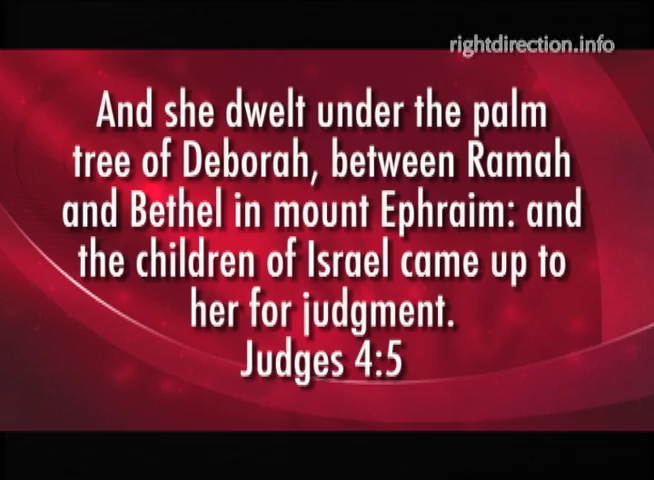 rightdirection.info
And she dwelt under the palm
tree of Deborah, between Ramah
and Bethel in mount Ephraim: and
the children of Israel came up to
her for judgment.
Judges 4:5